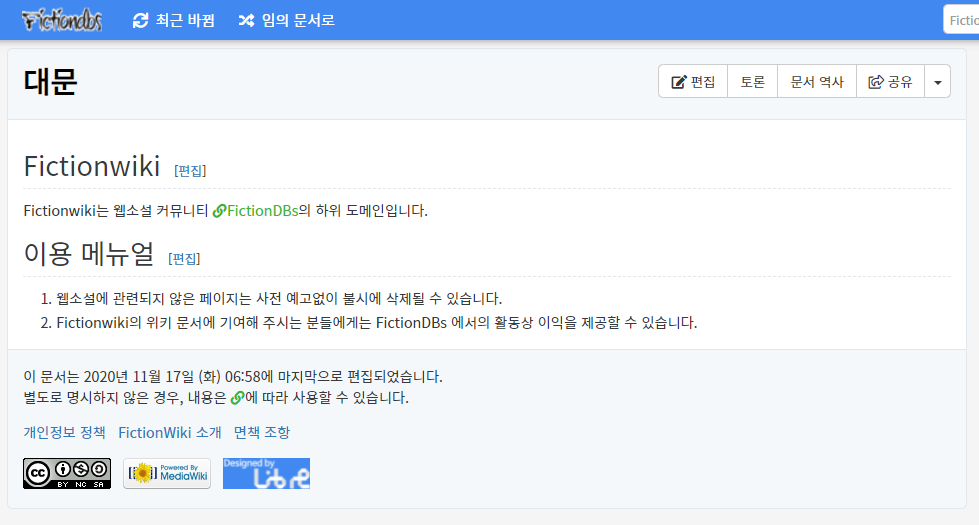 Fictiondbs 최근 바뀜 임의 문서로 Fictio
대문
편집 토론 문서 역사 공유
Fictionwiki [편집]
Fictionwiki는 웹소설 커뮤니티 FictionDBs의 하위 도메인입니다.
이용 메뉴얼 [편집]
1. 웹소설에 관련되지 않은 페이지는 사전 예고없이 불시에 삭제될 수 있습니다.
2. Fictionwiki의 위키 문서에 기여해 주시는 분들에게는 FictionDBs 에서의 활동상 이익을 제공할 수 있습니다.
이 문서는 2020년 11월 17일 (화) 06:58에 마지막으로 편집되었습니다.
별도로 명시하지 않은 경우, 내용은 에 따라 사용할 수 있습니다.
개인정보 정책 FictionWiki 소개 면책 조항
cc BY NC SA
Powered By MediaWiki
Designed by Libre